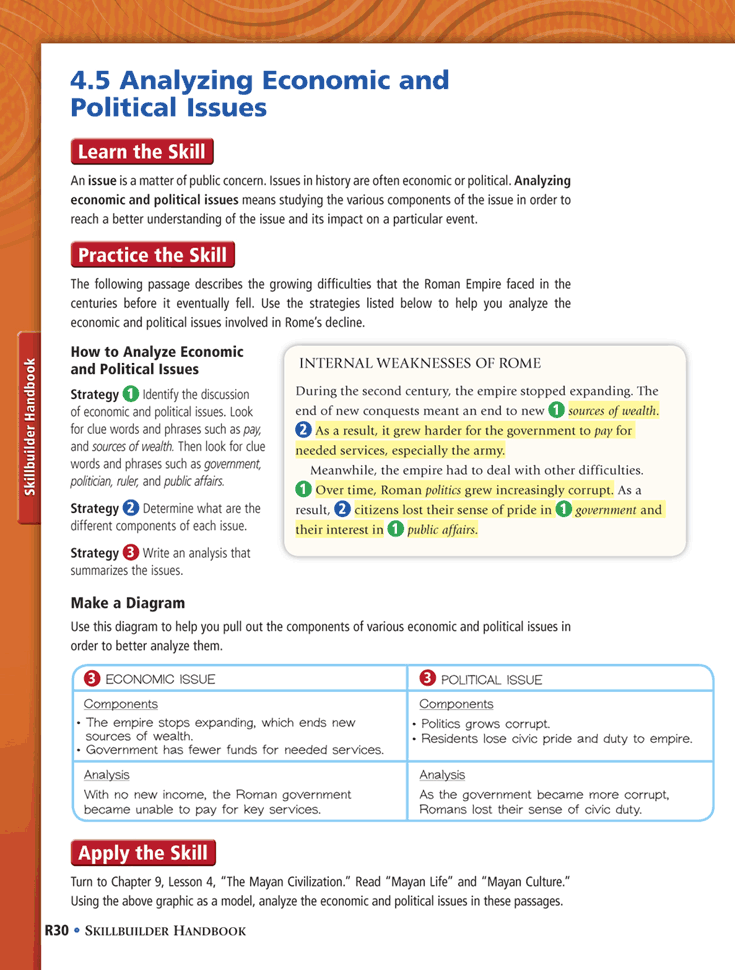 4.5 Analyzing Economic and
Political Issues
Learn the Skill
An issue is a matter of public concern. Issues in history are often economic or political. Analyzing
economic and political issues means studying the various components of the issue in order to
reach a better understanding of the issue and its impact on a particular event.
Practice the Skill
The following passage describes the growing difficulties that the Roman Empire faced in the
centuries before it eventually fell. Use the strategies listed below to help you analyze the
economic and political issues involved in Rome's decline.
Skillbuilder Handbook
How to Analyze Economic
and Political Issues
Strategy 1 Identify the discussion
of economic and political issues. Look
for clue words and phrases such as pay,
and sources of wealth. Then look for clue
words and phrases such as government,
politician, ruler, and public affairs.
Strategy 2 Determine what are the
different components of each issue.
Strategy 3 Write an analysis that
summarizes the issues.
INTERNAL WEAKNESSES OF ROME
During the second century, the empire stopped expanding. The
end of new conquests meant an end to new 1 sources of wealth.
2 As a result, it grew harder for the government to pay for
needed services, especially the army.
Meanwhile, the empire had to deal with other difficulties.
1 Over time, Roman politics grew increasingly corrupt. As a
result, 2 citizens lost their sense of pride in 1 government and
their interest in 1 public affairs.
Make a Diagram
Use this diagram to help you pull out the components of various economic and political issues in
order to better analyze them.
3 ECONOMIC ISSUE
Components
• The empire stops expanding, which ends new
sources of wealth.
• Government has fewer funds for needed services.
Analysis
With no new income, the Roman government
became unable to pay for key services.
3 POLITICAL ISSUE
Components
• Politics grows corrupt.
• Residents lose civic pride and duty to empire.
Analysis
As the government became more corrupt,
Romans lost their sense of civic duty.
Apply the Skill
Turn to Chapter 9, Lesson 4, "The Mayan Civilization." Read "Mayan Life" and "Mayan Culture."
Using the above graphic as a model, analyze the economic and political issues in these passages.
R30 • SKILLBUILDER HANDBOOK